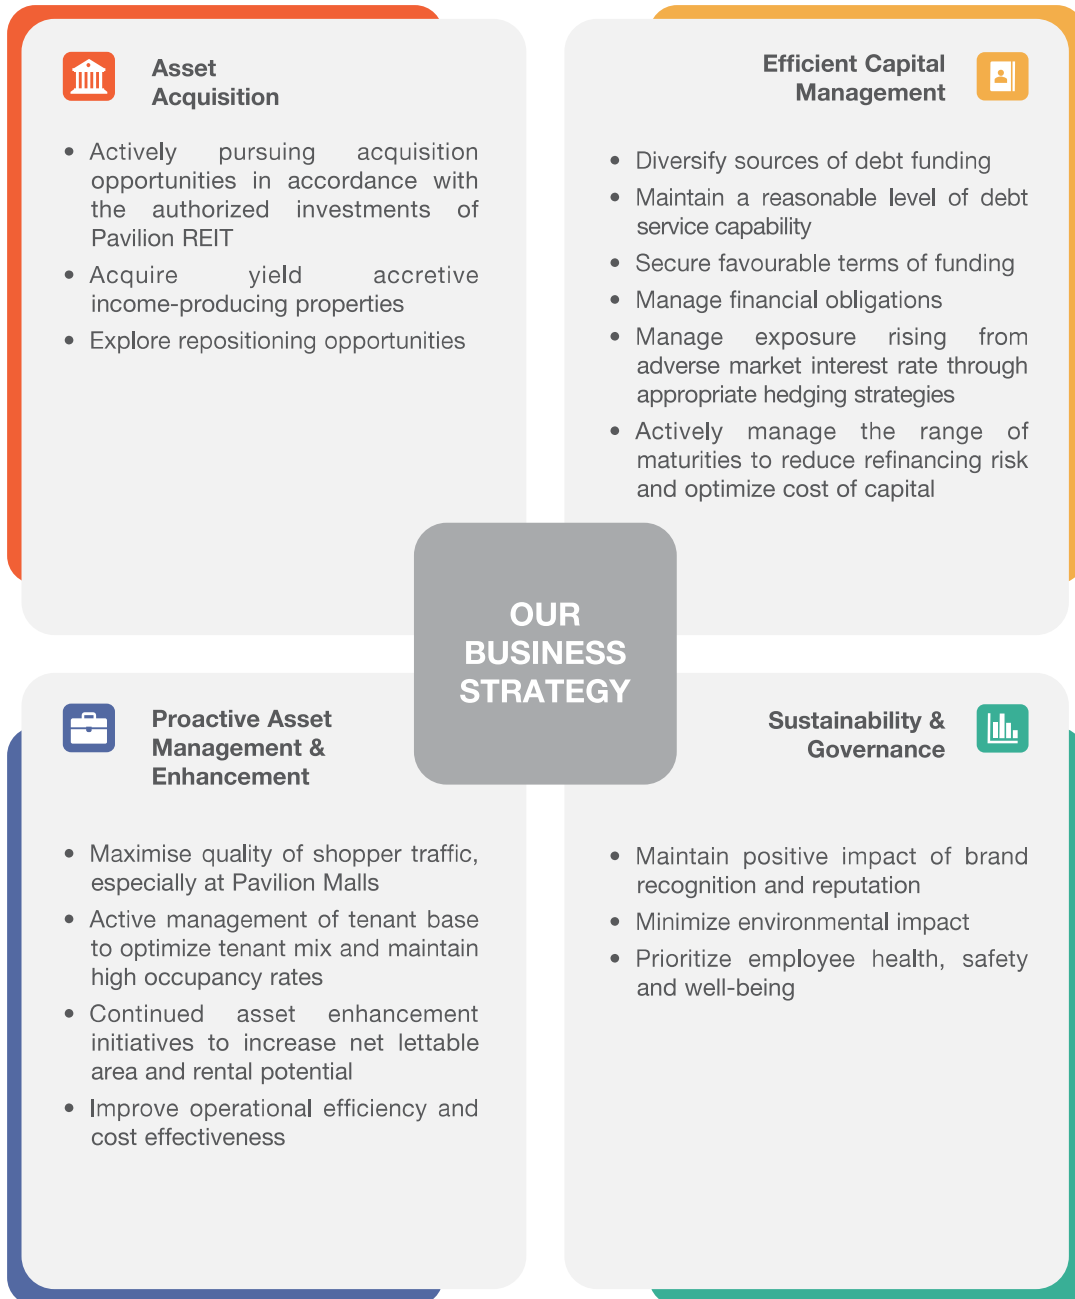 Asset
Acquisition
• Actively pursuing acquisition
opportunities in accordance with
the authorized investments of
Pavilion REIT
• Acquire yield accretive
income-producing properties
• Explore repositioning opportunities
Efficient Capital
Management
• Diversify sources of debt funding
• Maintain a reasonable level of debt
service capability
• Secure favourable terms of funding
• Manage financial obligations
• Manage exposure rising from
adverse market interest rate through
appropriate hedging strategies
• Actively manage the range of
maturities to reduce refinancing risk
and optimize cost of capital
OUR
BUSINESS
STRATEGY
Proactive Asset
Management &
Enhancement
• Maximise quality of shopper traffic,
especially at Pavilion Malls
• Active management of tenant base
to optimize tenant mix and maintain
high occupancy rates
• Continued asset enhancement
initiatives to increase net lettable
area and rental potential
• Improve operational efficiency and
cost effectiveness
Sustainability &
Governance
• Maintain positive impact of brand
recognition and reputation
• Minimize environmental impact
• Prioritize employee health, safety
and well-being